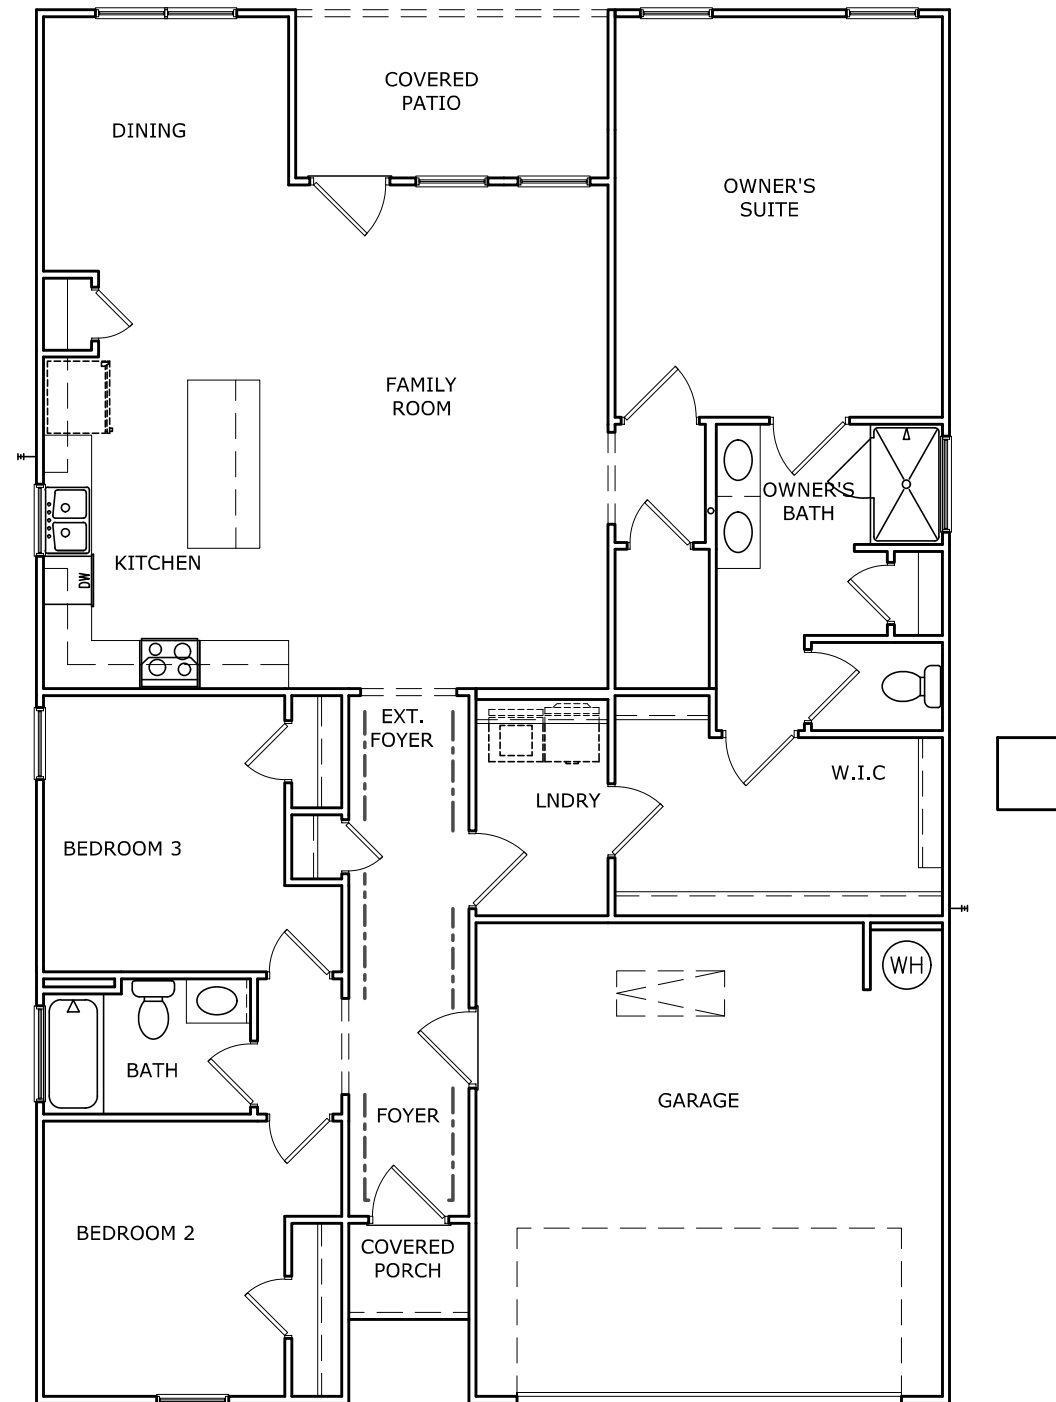 COVERED
PATIO
DINING
OWNER'S
SUITE
FAMILY
ROOM
OWNER'S
BATH
KITCHEN
DW
EXT.
FOYER
W.I.C
LNDRY
BEDROOM 3
WH
BATH
GARAGE
FOYER
BEDROOM 2
COVERED
PORCH